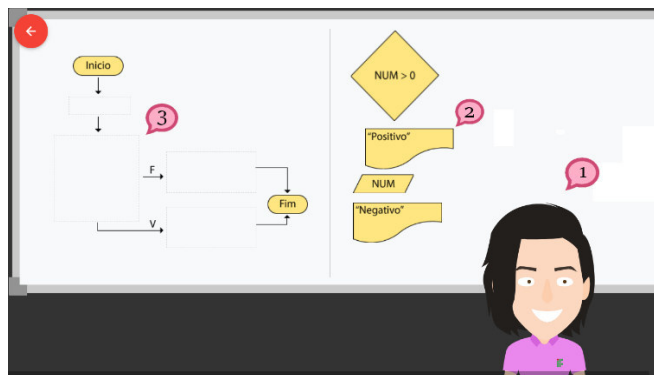 Inicio
3
F
V
Fim
NUM > 0
2
"Positivo"
NUM
"Negativo"
1